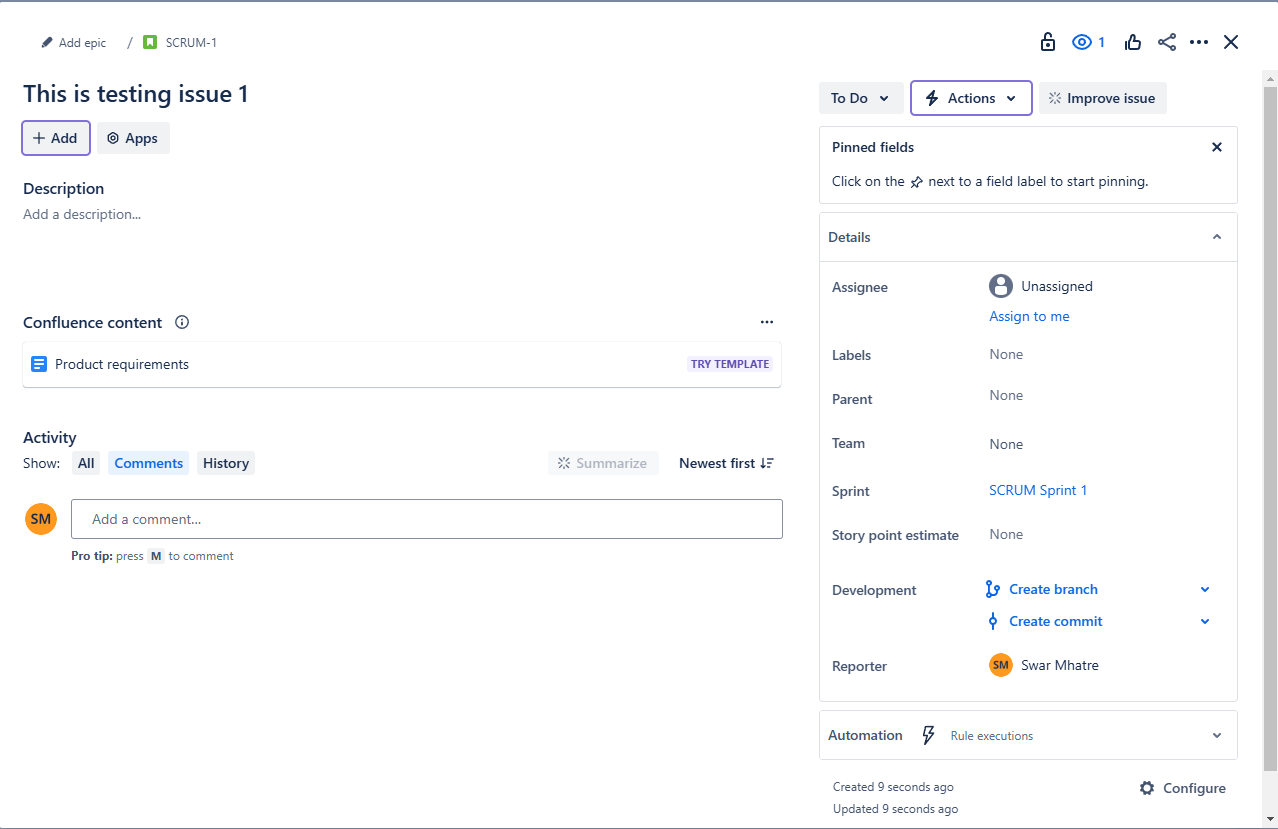 Add epic / SCRUM-1
1
This is testing issue 1
Add
Apps
Description
Add a description...
Confluence content
Product requirements
TRY TEMPLATE
Activity
Show: All Comments History
Summarize
Newest first
SM
Add a comment...
Pro tip: press M to comment
To Do
Actions
Improve issue
Pinned fields
Click on the next to a field label to start pinning.
Details
Assignee
Unassigned
Assign to me
Labels
None
Parent
None
Team
None
Sprint
SCRUM Sprint 1
Story point estimate
None
Development
Create branch
Create commit
Reporter
SM Swar Mhatre
Automation
Rule executions
Created 9 seconds ago
Updated 9 seconds ago
Configure